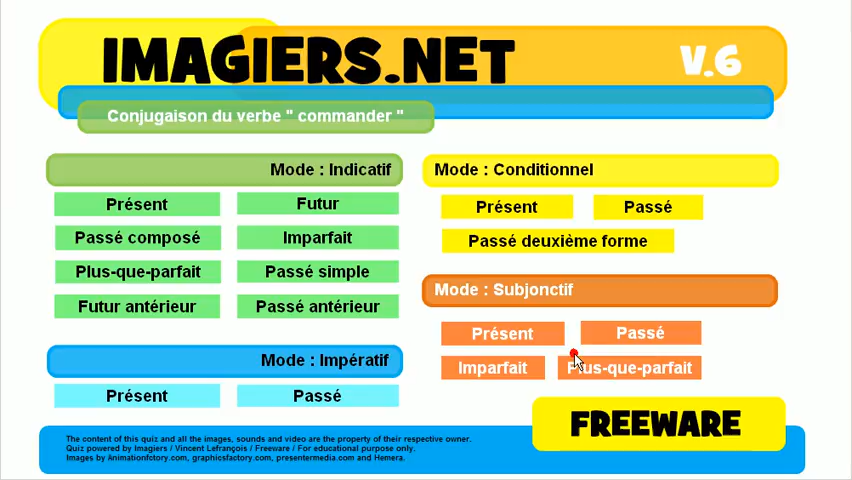 IMAGIERS.NET
V.6
Conjugaison du verbe " commander "
Mode : Indicatif
Présent
Futur
Passé composé
Imparfait
Plus-que-parfait
Passé simple
Futur antérieur
Passé antérieur
Mode : Impératif
Présent
Passé
Mode : Conditionnel
Présent
Passé
Passé deuxième forme
Mode : Subjonctif
Présent
Passé
Imparfait
Plus-que-parfait
FREEWARE
The content of this quiz and all the images, sounds and video are the property of their respective owner.
Quiz powered by Imagiers / Vincent Lefrançois / Freeware / For educational purpose only.
Images by Animationfctory.com, graphicsfactory.com, presentermedia.com and Hemera.